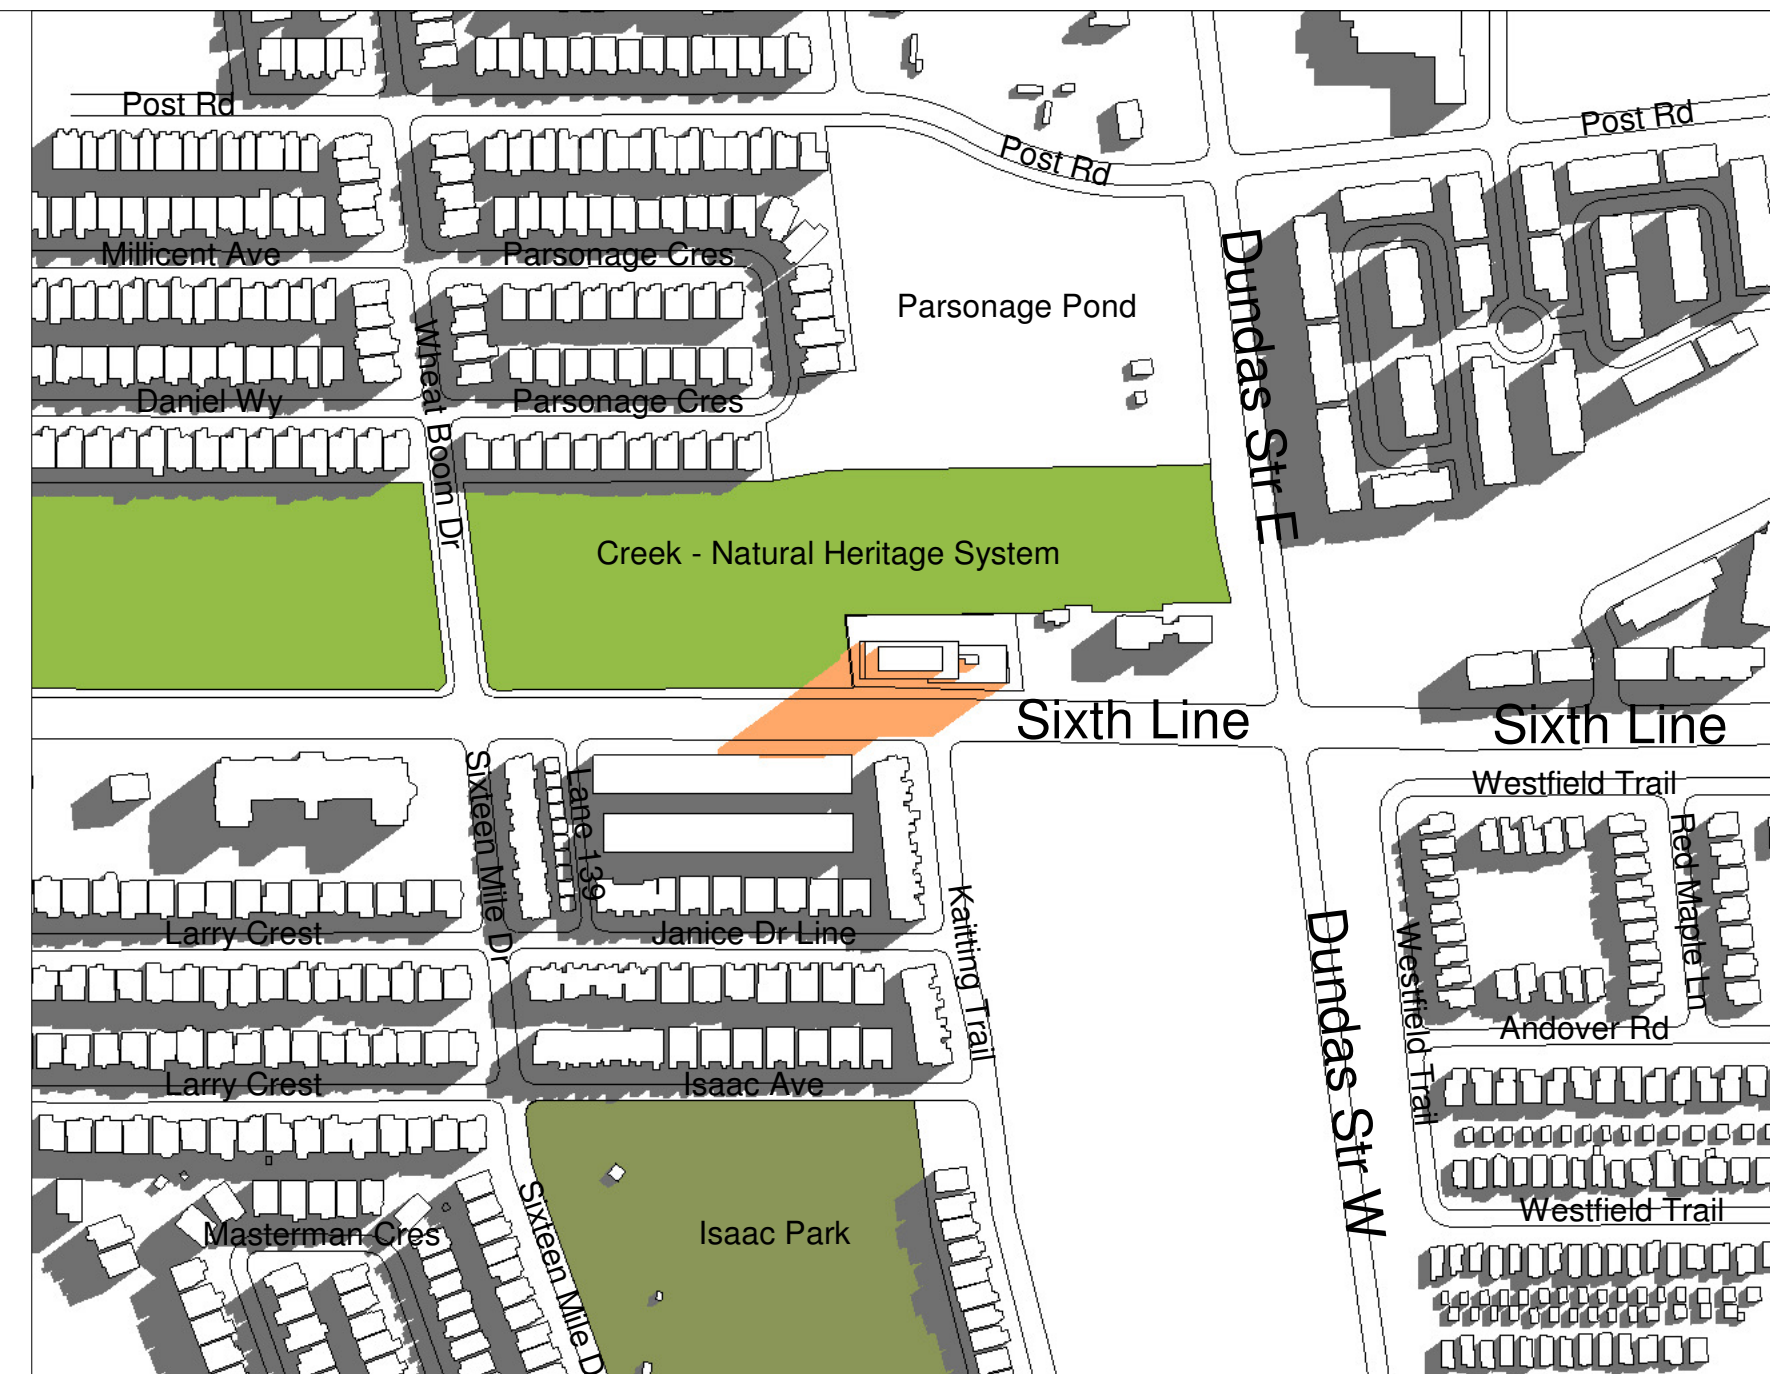 Post Rd
Post Rd
Post Rd
Millicent Ave
Parsonage Cres
Parsonage Pond
Dundas Str E
Wheat Boom Dr
Daniel Wy
Parsonage Cres
Creek - Natural Heritage System
Sixth Line
Sixth Line
Westfield Trail
Sixteen Mile Dr
Lane 139
Red Maple Ln
Larry Crest
Janice Dr Line
Kaitting Trail
Dundas Str W
Westfield Trail
Andover Rd
Larry Crest
Isaac Ave
Masterman Cres
Sixteen Mile D
Isaac Park
Westfield Trail